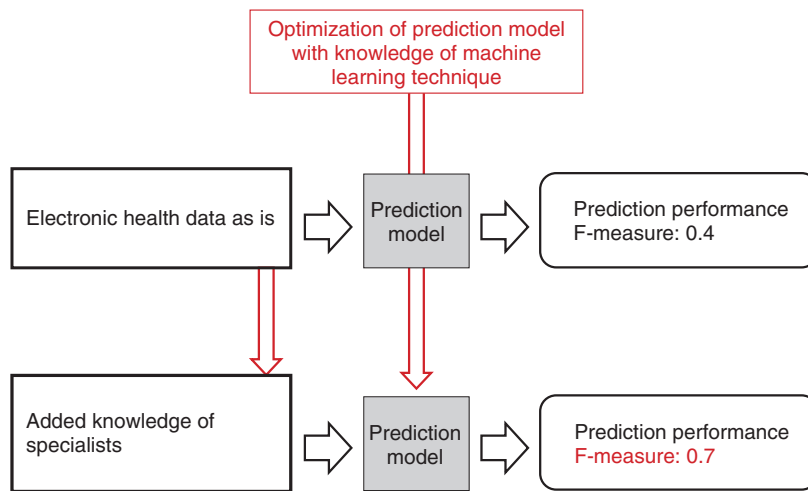 Optimization of prediction model
with knowledge of machine
learning technique
Electronic health data as is
Prediction
model
Prediction performance
F-measure: 0.4
Added knowledge of
specialists
Prediction
model
Prediction performance
F-measure: 0.7